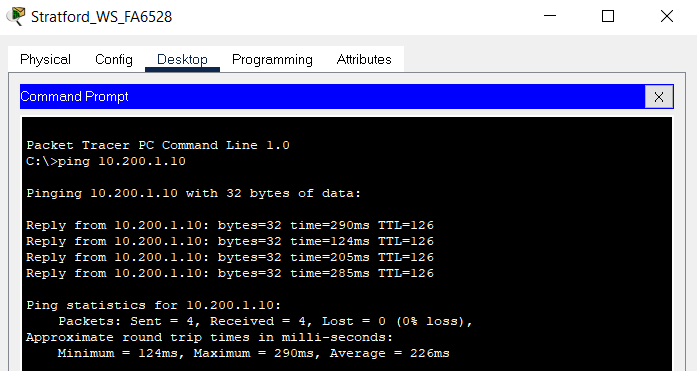 Stratford_WS_FA6528
Physical Config Desktop Programming Attributes
Command Prompt
X
Packet Tracer PC Command Line 1.0
C:\>ping 10.200.1.10
Pinging 10.200.1.10 with 32 bytes of data:
Reply from 10.200.1.10: bytes=32 time=290ms TTL=126
Reply from 10.200.1.10: bytes=32 time=124ms TTL=126
Reply from 10.200.1.10: bytes=32 time=205ms TTL=126
Reply from 10.200.1.10: bytes=32 time=285ms TTL=126
Ping statistics for 10.200.1.10:
Packets: Sent = 4, Received = 4, Lost = 0 (0% loss),
Approximate round trip times in milli-seconds:
Minimum = 124ms, Maximum = 290ms, Average = 226ms